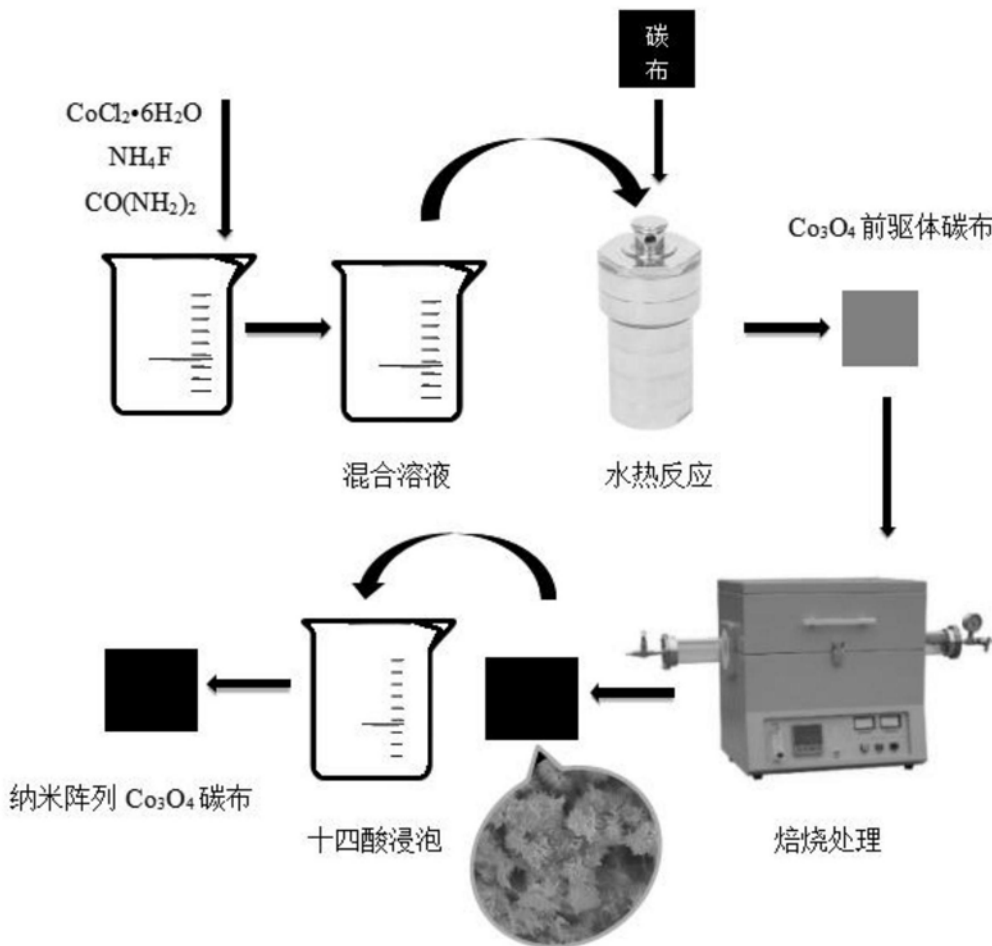 碳
布
CoCl₂•6H₂O
NH₄F
CO(NH₂)₂
Co₃O₄ 前驱体碳布
混合溶液
水热反应
纳米阵列 Co₃O₄ 碳布
十四酸浸泡
焙烧处理